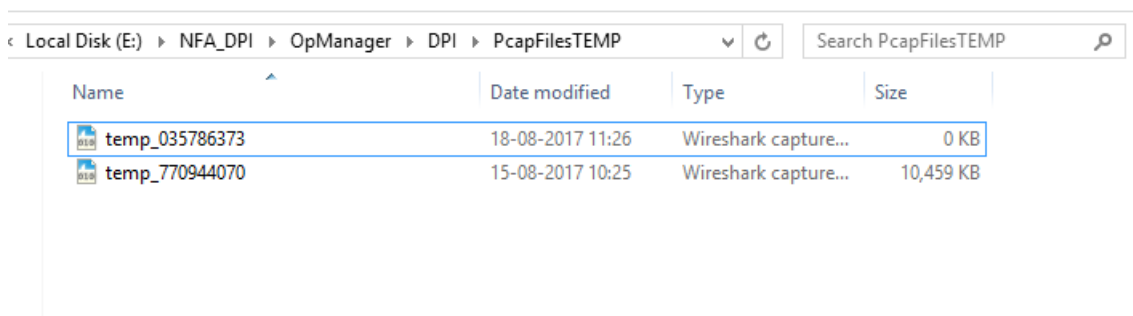 Local Disk (E:) NFA_DPI OpManager DPI PcapFilesTEMP Search PcapFilesTEMP
Name Date modified Type Size
temp_035786373 18-08-2017 11:26 Wireshark capture... 0 KB
temp_770944070 15-08-2017 10:25 Wireshark capture... 10,459 KB